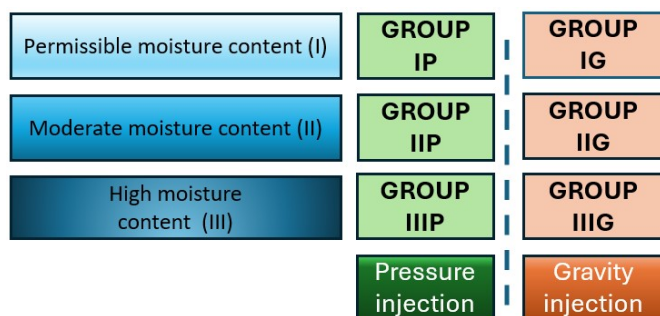 Permissible moisture content (I)
GROUP
IP
GROUP
IG
Moderate moisture content (II)
GROUP
IIP
GROUP
IIG
High moisture
content (III)
GROUP
IIIP
GROUP
IIIG
Pressure
injection
Gravity
injection